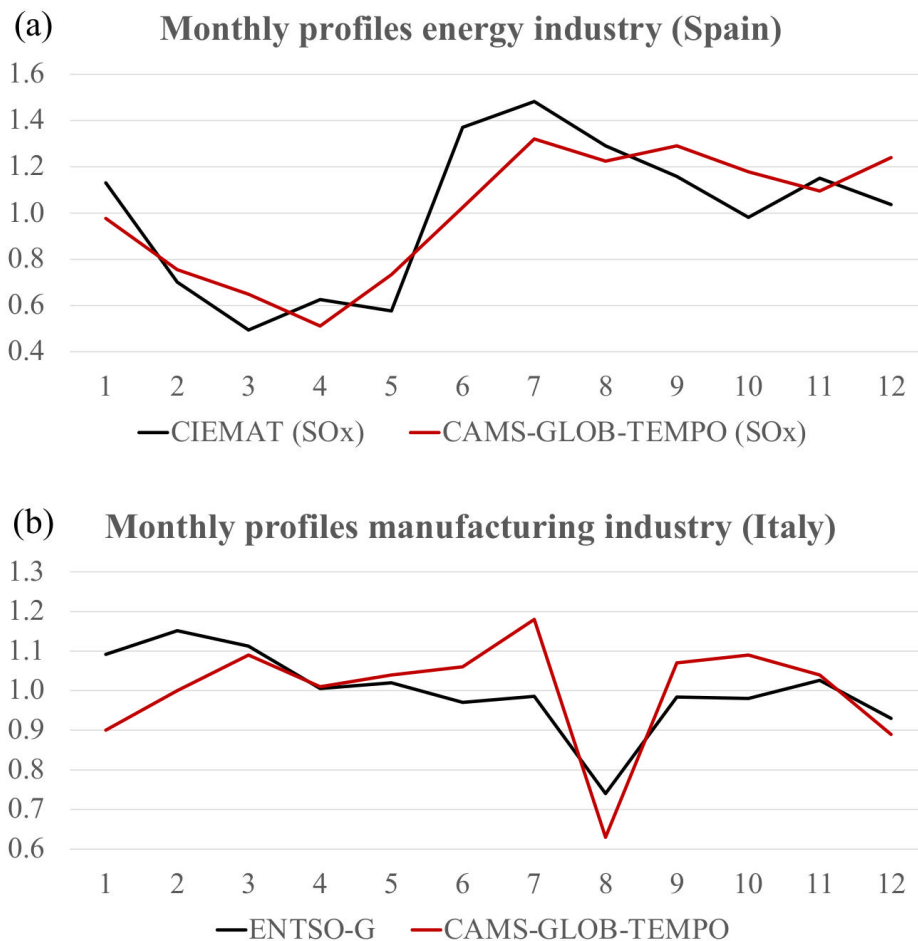 (a) Monthly profiles energy industry (Spain)
1.6
1.4
1.2
1.0
0.8
0.6
0.4
1 2 3 4 5 6 7 8 9 10 11 12
CIEMAT (SOx) CAMS-GLOB-TEMPO (SOx)
(b) Monthly profiles manufacturing industry (Italy)
1.3
1.2
1.1
1.0
0.9
0.8
0.7
0.6
1 2 3 4 5 6 7 8 9 10 11 12
ENTSO-G CAMS-GLOB-TEMPO